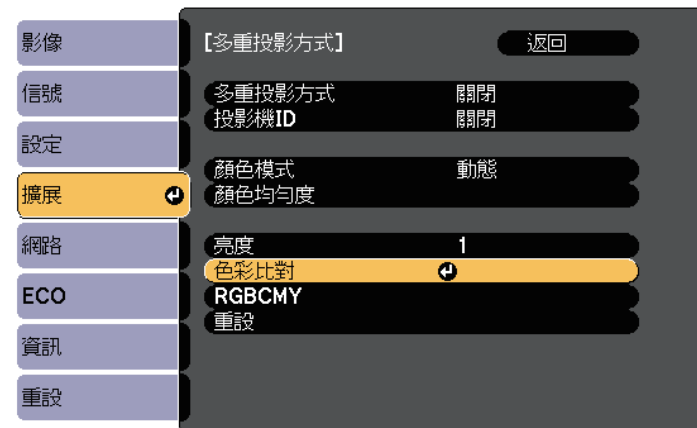 影像
信號
設定
擴展
網路
ECO
資訊
重設
[多重投影方式] 返回
多重投影方式 關閉
投影機ID 關閉
顏色模式 動態
顏色均勻度
亮度 1
色彩比對
RGBCMY
重設